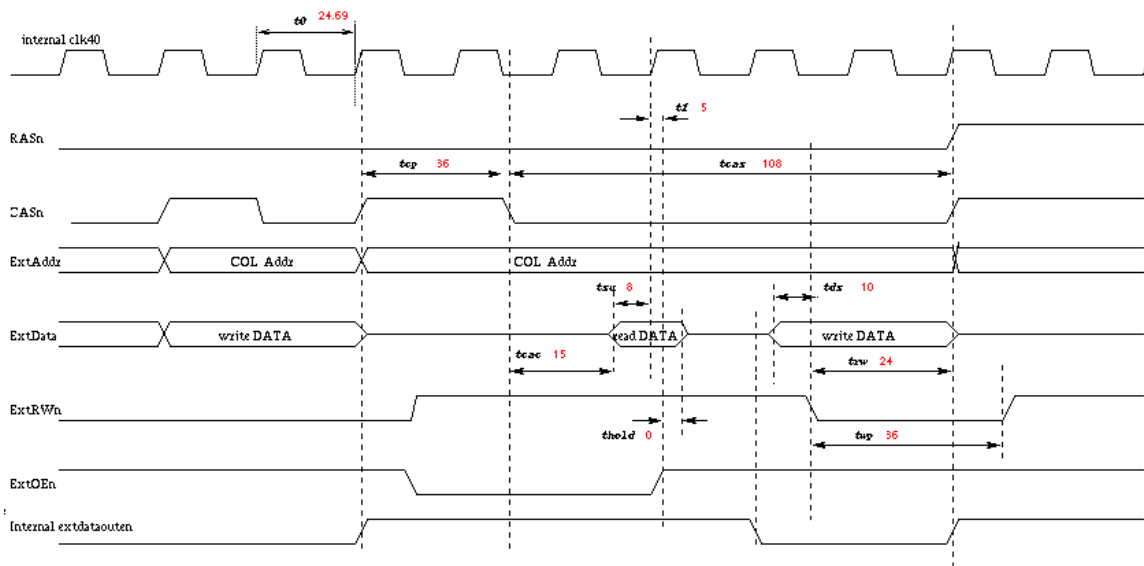 t0 24.69
internal clk40
tf 5
RASn
tcp 36 tcas 108
CASn
ExtAddr COL Addr COL Addr
tsu 8 tds 10
ExtData write DATA read DATA write DATA
tcac 15 trw 24
ExtRWn
thold 0 twp 36
ExtOEn
Internal extdataouten